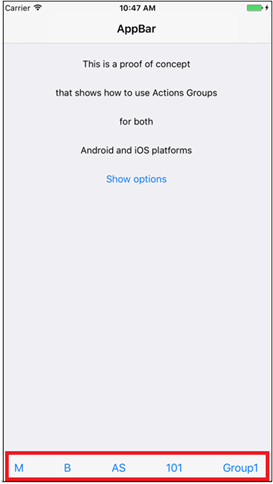 Carrier 10:47 AM
AppBar
This is a proof of concept
that shows how to use Actions Groups
for both
Android and iOS platforms
Show options
M B AS 101 Group1